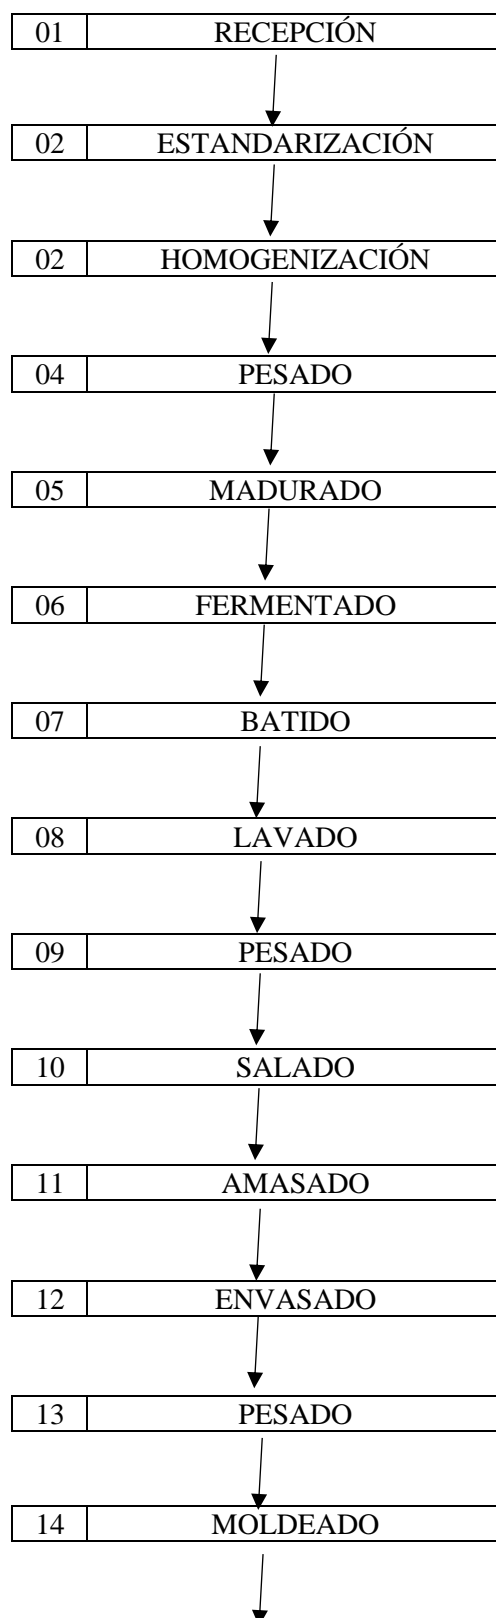 01 RECEPCIÓN
02 ESTANDARIZACIÓN
02 HOMOGENIZACIÓN
04 PESADO
05 MADURADO
06 FERMENTADO
07 BATIDO
08 LAVADO
09 PESADO
10 SALADO
11 AMASADO
12 ENVASADO
13 PESADO
14 MOLDEADO